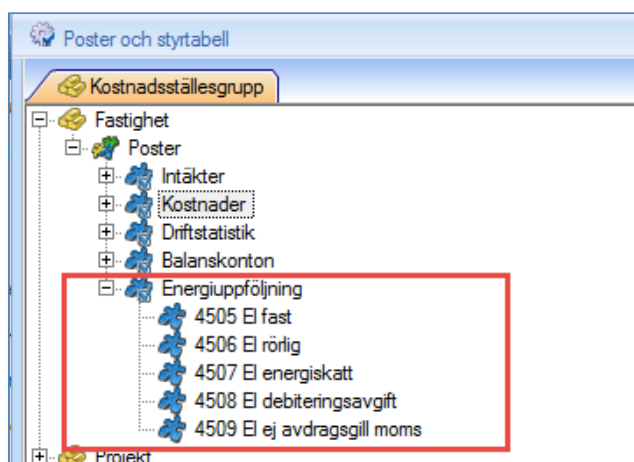 Poster och styrtabell
Kostnadsställesgrupp
Fastighet
Poster
Intäkter
Kostnader
Driftstatistik
Balanskonton
Energiuppföljning
4505 El fast
4506 El rörlig
4507 El energiskatt
4508 El debiteringsavgift
4509 El ej avdragsgill moms
Projekt